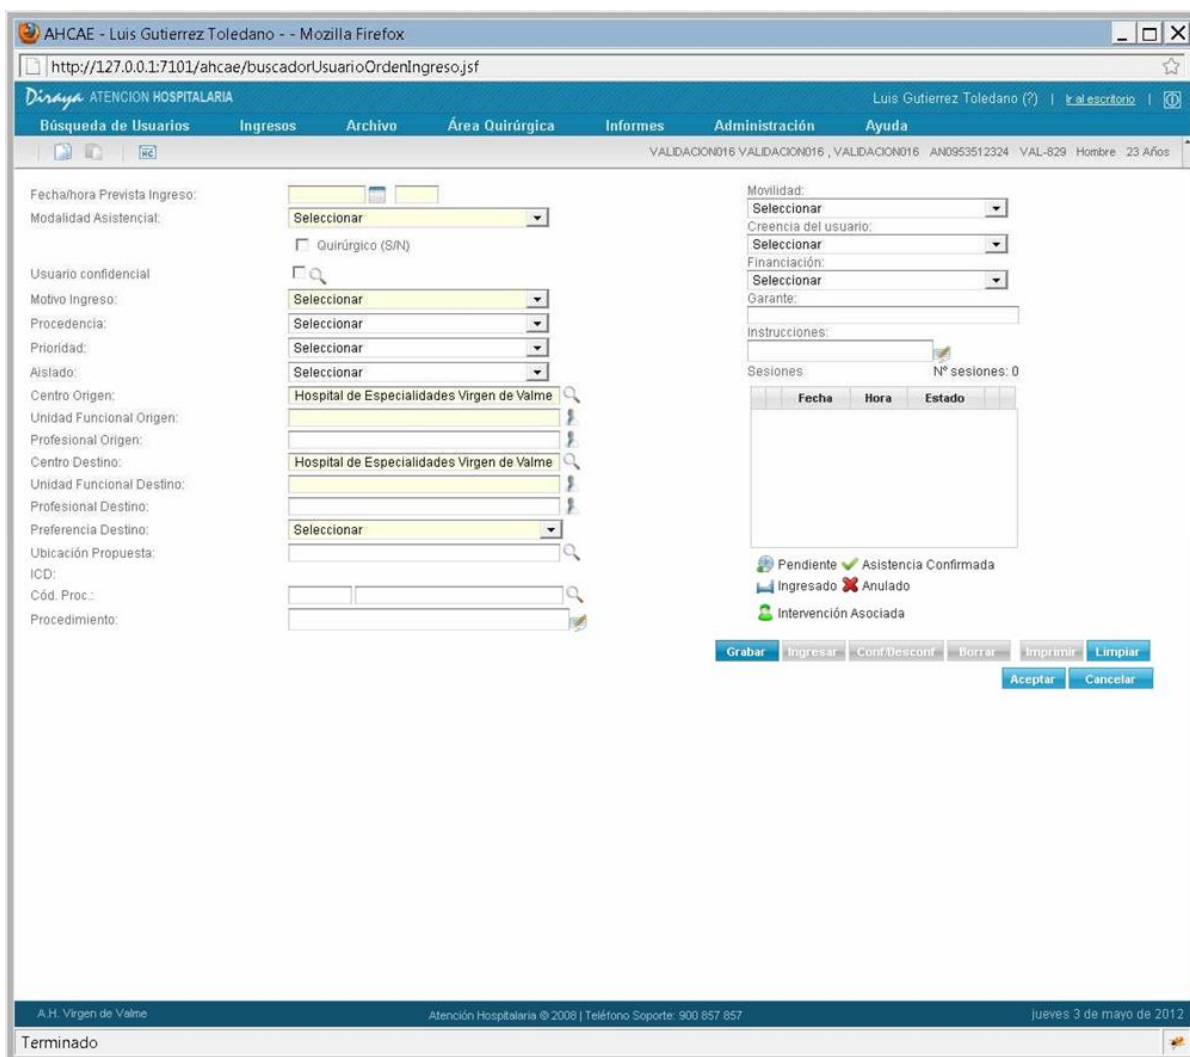 AHCAE - Luis Gutierrez Toledano - - Mozilla Firefox
http://127.0.0.1:7101/ahcae/buscadorUsuarioOrdenIngreso.jsf
Diraya ATENCION HOSPITALARIA
Luis Gutierrez Toledano (?) | Ir al escritorio |
Búsqueda de Usuarios Ingresos Archivo Área Quirúrgica Informes Administración Ayuda
HC
VALIDACION016 VALIDACION016 , VALIDACION016 AN0953512324 VAL-829 Hombre 23 Años
Fecha/hora Prevista Ingreso:
Modalidad Asistencial: Seleccionar
Quirúrgico (S/N)
Usuario confidencial
Motivo Ingreso: Seleccionar
Procedencia: Seleccionar
Prioridad: Seleccionar
Aislado: Seleccionar
Centro Origen: Hospital de Especialidades Virgen de Valme
Unidad Funcional Origen:
Profesional Origen:
Centro Destino: Hospital de Especialidades Virgen de Valme
Unidad Funcional Destino:
Profesional Destino:
Preferencia Destino: Seleccionar
Ubicación Propuesta:
ICD:
Cód. Proc.:
Procedimiento:
Movilidad:
Seleccionar
Creencia del usuario:
Seleccionar
Financiación:
Seleccionar
Garante:
Instrucciones:
Sesiones Nº sesiones: 0
Fecha Hora Estado
Pendiente Asistencia Confirmada
Ingresado Anulado
Intervención Asociada
Grabar Ingresar Conf/Desconf Borrar Imprimir Limpiar
Aceptar Cancelar
A.H. Virgen de Valme Atención Hospitalaria © 2008 | Teléfono Soporte: 900 857 857 jueves 3 de mayo de 2012
Terminado